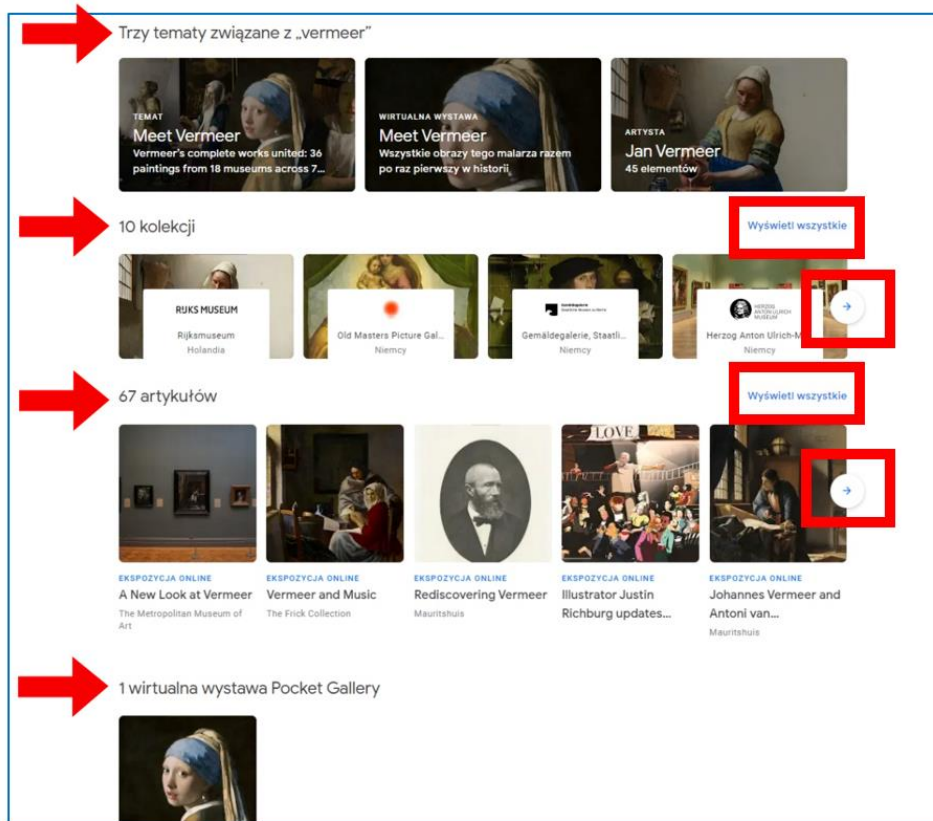 Trzy tematy związane z „vermeer”
TEMAT
Meet Vermeer
Vermeer's complete works united: 36
paintings from 18 museums across 7...
WIRTUALNA WYSTAWA
Meet Vermeer
Wszystkie obrazy tego malarza razem
po raz pierwszy w historii
ARTYSTA
Jan Vermeer
45 elementów
10 kolekcji
Wyświetl wszystkie
RIJKS MUSEUM
Rijksmuseum
Holandia
Old Masters Picture Gal...
Niemcy
Gemäldegalerie
Gemäldegalerie, Staatli...
Niemcy
HERZOG
ANTON ULRICH
MUSEUM
Herzog Anton Ulrich-M...
Niemcy
67 artykułów
Wyświetl wszystkie
LOVE
EKSPOZYCJA ONLINE
A New Look at Vermeer
The Metropolitan Museum of
Art
EKSPOZYCJA ONLINE
Vermeer and Music
The Frick Collection
EKSPOZYCJA ONLINE
Rediscovering Vermeer
Mauritshuis
EKSPOZYCJA ONLINE
Illustrator Justin
Richburg updates...
EKSPOZYCJA ONLINE
Johannes Vermeer and
Antoni van...
Mauritshuis
1 wirtualna wystawa Pocket Gallery